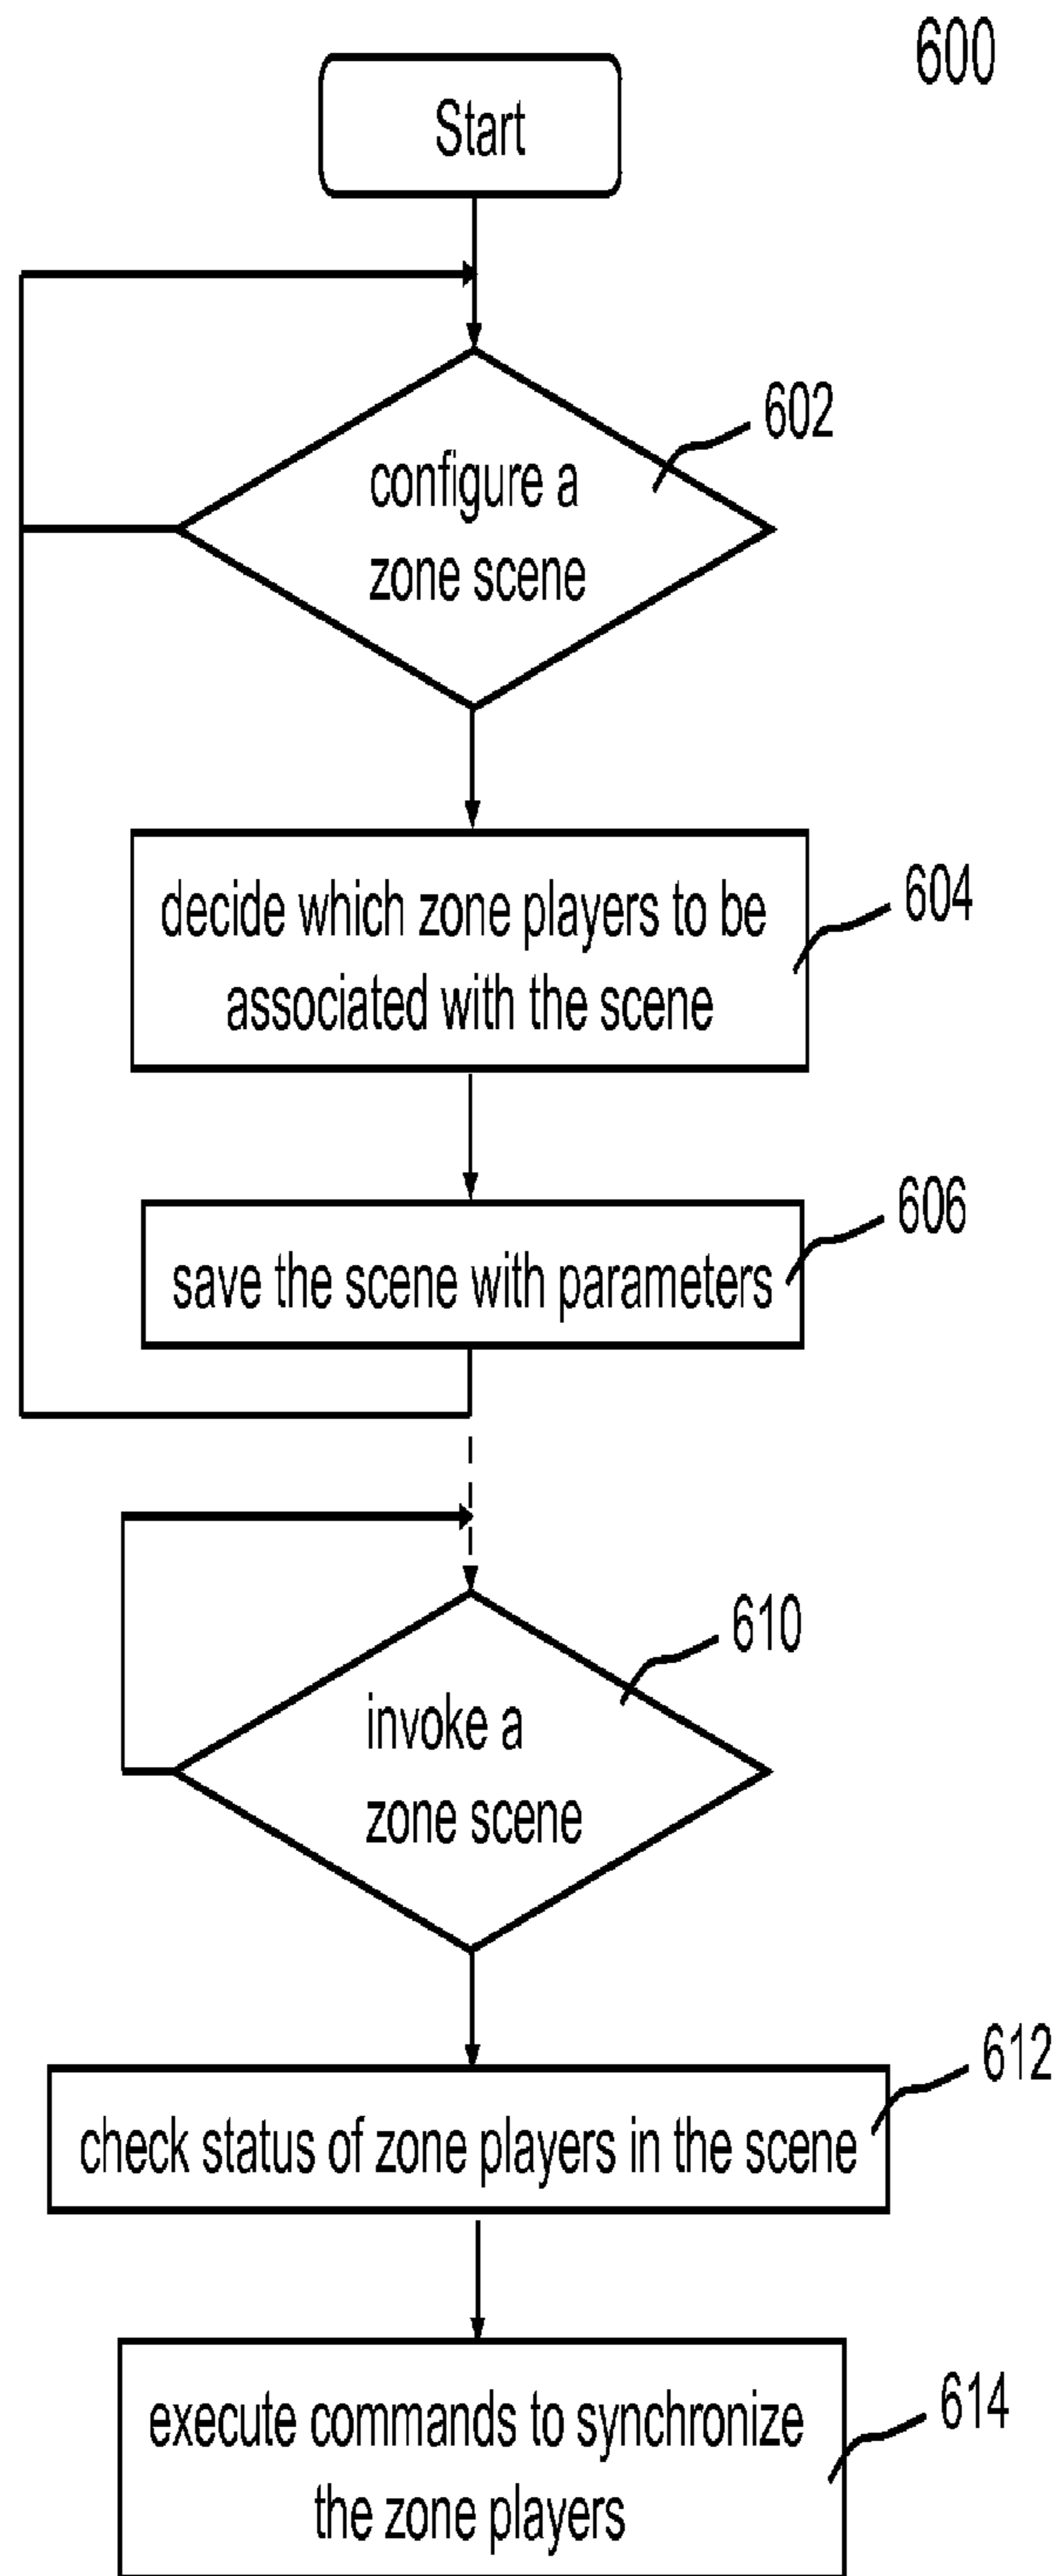 600
Start
602
configure a
zone scene
604
decide which zone players to be
associated with the scene
606
save the scene with parameters
610
invoke a
zone scene
612
check status of zone players in the scene
614
execute commands to synchronize
the zone players